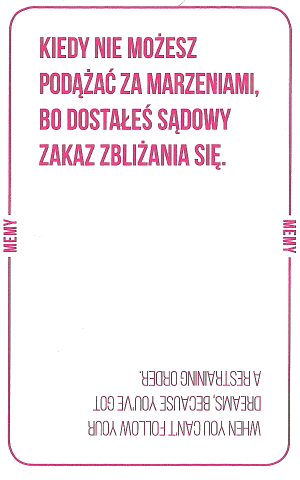 KIEDY NIE MOŻESZ
PODĄŻAĆ ZA MARZENIAMI,
BO DOSTAŁEŚ SĄDOWY
ZAKAZ ZBLIŻANIA SIĘ.
MEMY
MEMY
WHEN YOU CAN'T FOLLOW YOUR
DREAMS, BECAUSE YOU'VE GOT
A RESTRAINING ORDER.